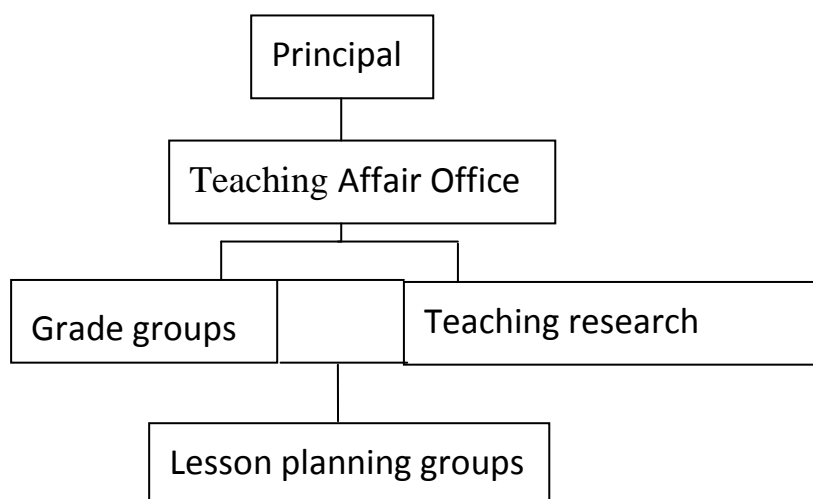 Principal
Teaching Affair Office
Grade groups
Teaching research
Lesson planning groups